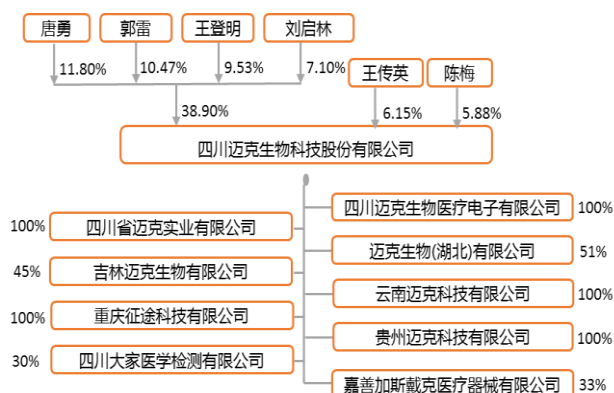 唐勇
郭雷
王登明
刘启林
11.80%
10.47%
9.53%
7.10%
王传英
陈梅
38.90%
6.15%
5.88%
四川迈克生物科技股份有限公司
四川迈克生物医疗电子有限公司
100%
100%
四川省迈克实业有限公司
迈克生物(湖北)有限公司
51%
45%
吉林迈克生物有限公司
云南迈克科技有限公司
100%
100%
重庆征途科技有限公司
贵州迈克科技有限公司
100%
30%
四川大家医学检测有限公司
嘉善加斯戴克医疗器械有限公司
33%